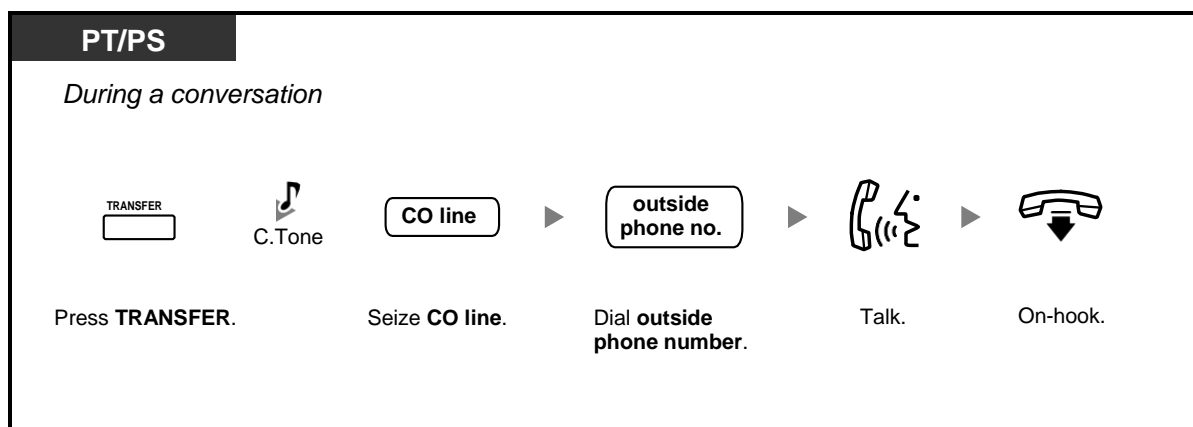 PT/PS
During a conversation
TRANSFER
C.Tone
CO line
outside
phone no.
Press TRANSFER.
Seize CO line.
Dial outside
phone number.
Talk.
On-hook.